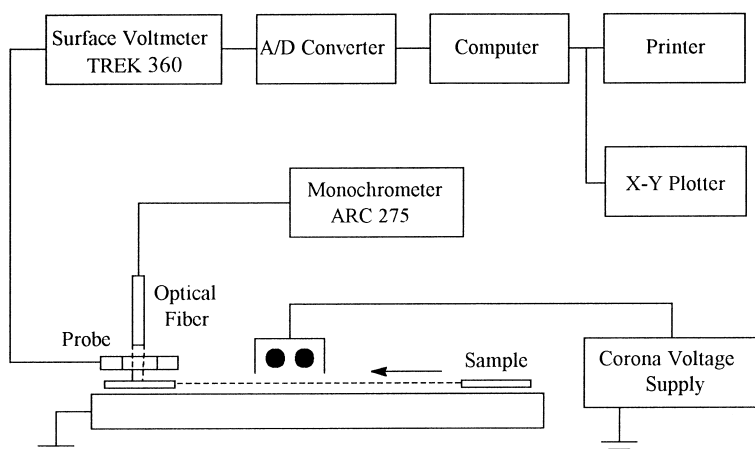 Surface Voltmeter
TREK 360
A/D Converter
Computer
Printer
X-Y Plotter
Monochrometer
ARC 275
Optical
Fiber
Probe
Sample
Corona Voltage
Supply